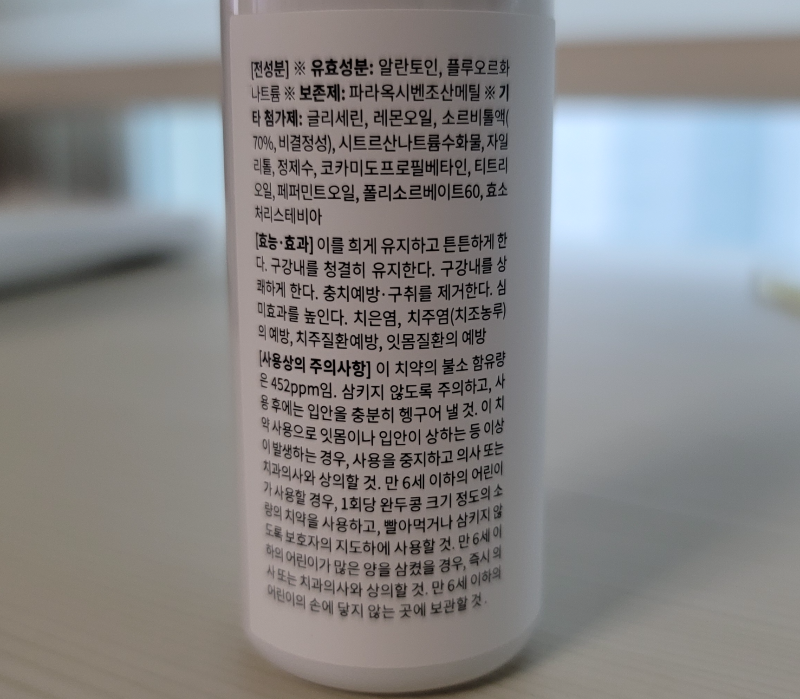 [전성분] ※ 유효성분: 알란토인, 플루오르화
나트륨 ※ 보존제: 파라옥시벤조산메틸 ※ 기
타 첨가제: 글리세린, 레몬오일, 소르비톨액(
70%, 비결정성), 시트르산나트륨수화물, 자일
리톨, 정제수, 코카미도프로필베타인, 티트리
오일, 페퍼민트오일, 폴리소르베이트60, 효소
처리스테비아
[효능·효과] 이를 희게 유지하고 튼튼하게 한
다. 구강내를 청결히 유지한다. 구강내를 상
쾌하게 한다. 충치예방·구취를 제거한다. 심
미효과를 높인다. 치은염, 치주염(치조농루)
의 예방, 치주질환예방, 잇몸질환의 예방
[사용상의 주의사항] 이 치약의 불소 함유량
은 452ppm임. 삼키지 않도록 주의하고, 사
용 후에는 입안을 충분히 헹구어 낼 것. 이 치
약 사용으로 잇몸이나 입안이 상하는 등 이상
이 발생하는 경우, 사용을 중지하고 의사 또는
치과의사와 상의할 것. 만 6세 이하의 어린이
가 사용할 경우, 1회당 완두콩 크기 정도의 소
량의 치약을 사용하고, 빨아먹거나 삼키지 않
도록 보호자의 지도하에 사용할 것. 만 6세 이
하의 어린이가 많은 양을 삼켰을 경우, 즉시 의
사 또는 치과의사와 상의할 것. 만 6세 이하의
어린이의 손에 닿지 않는 곳에 보관할 것.